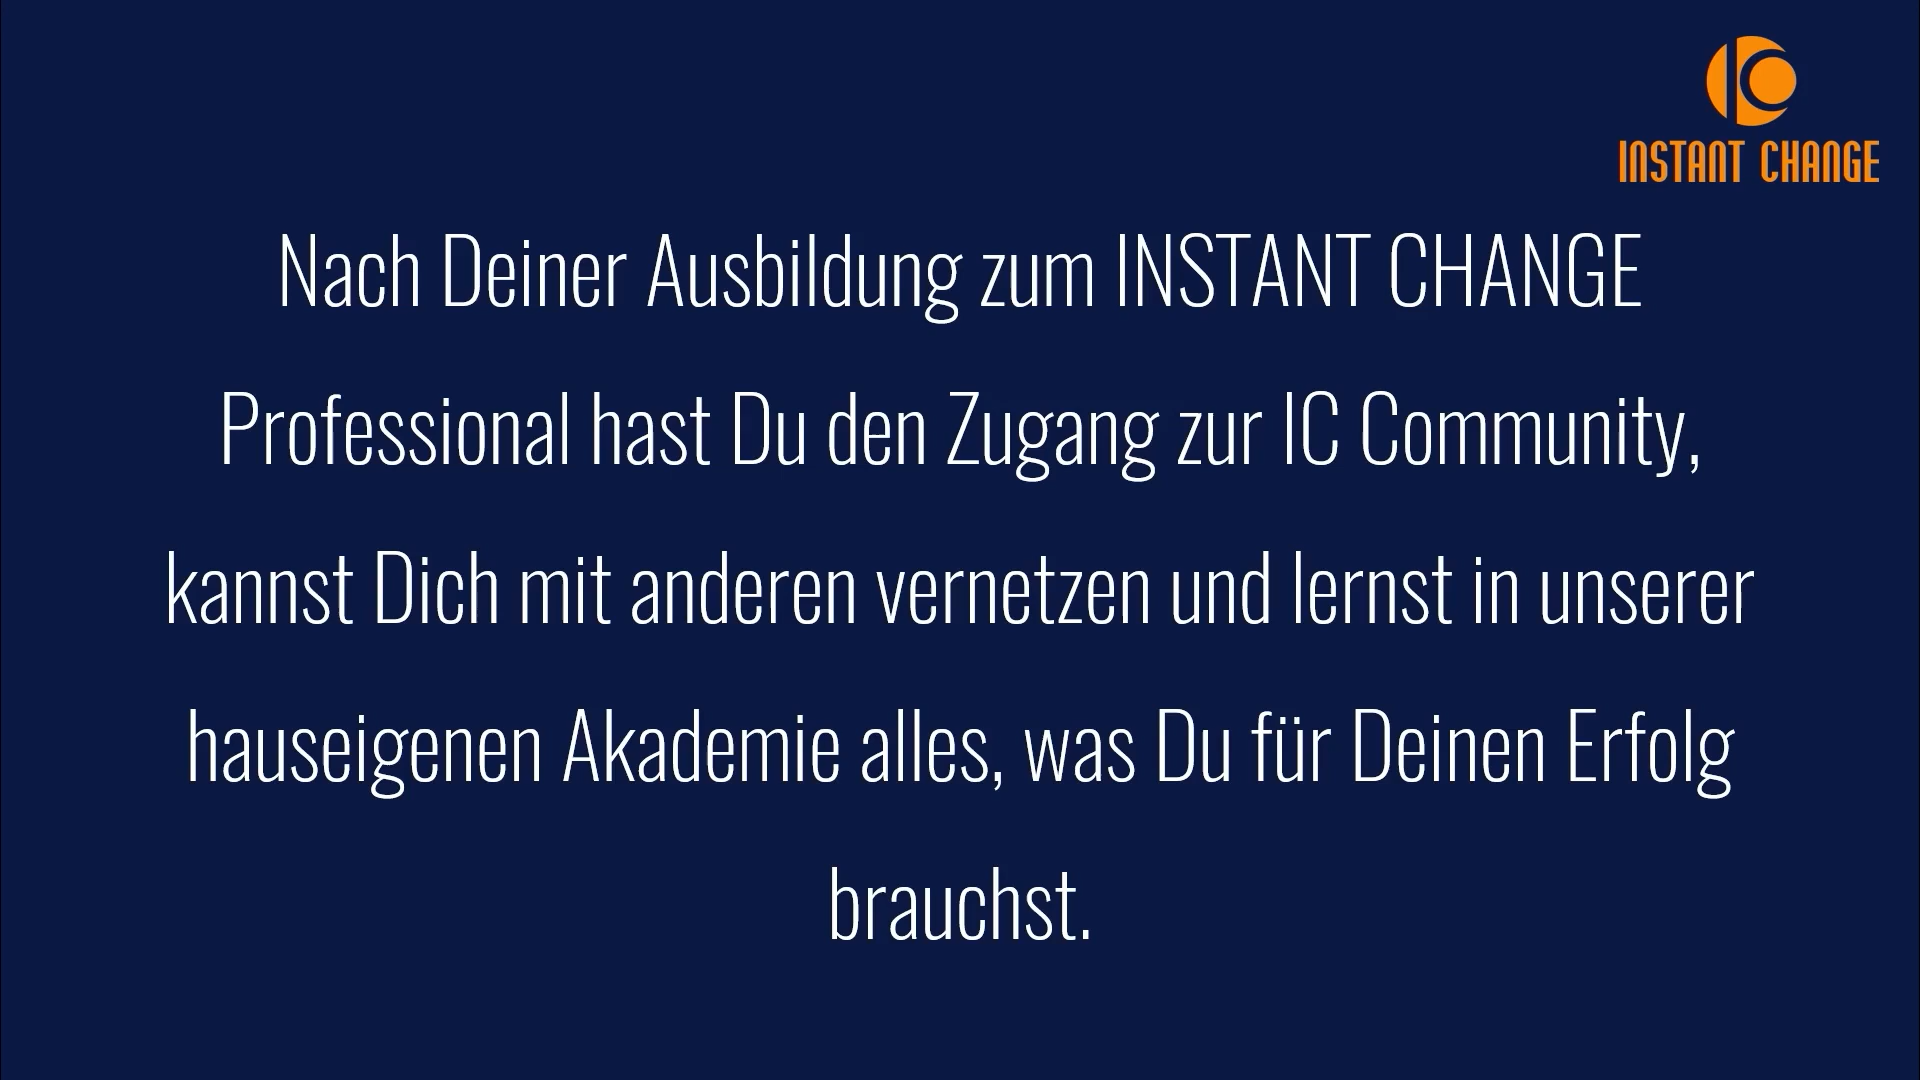 IC
INSTANT CHANGE
Nach Deiner Ausbildung zum INSTANT CHANGE
Professional hast Du den Zugang zur IC Community,
kannst Dich mit anderen vernetzen und lernst in unserer
hauseigenen Akademie alles, was Du für Deinen Erfolg
brauchst.